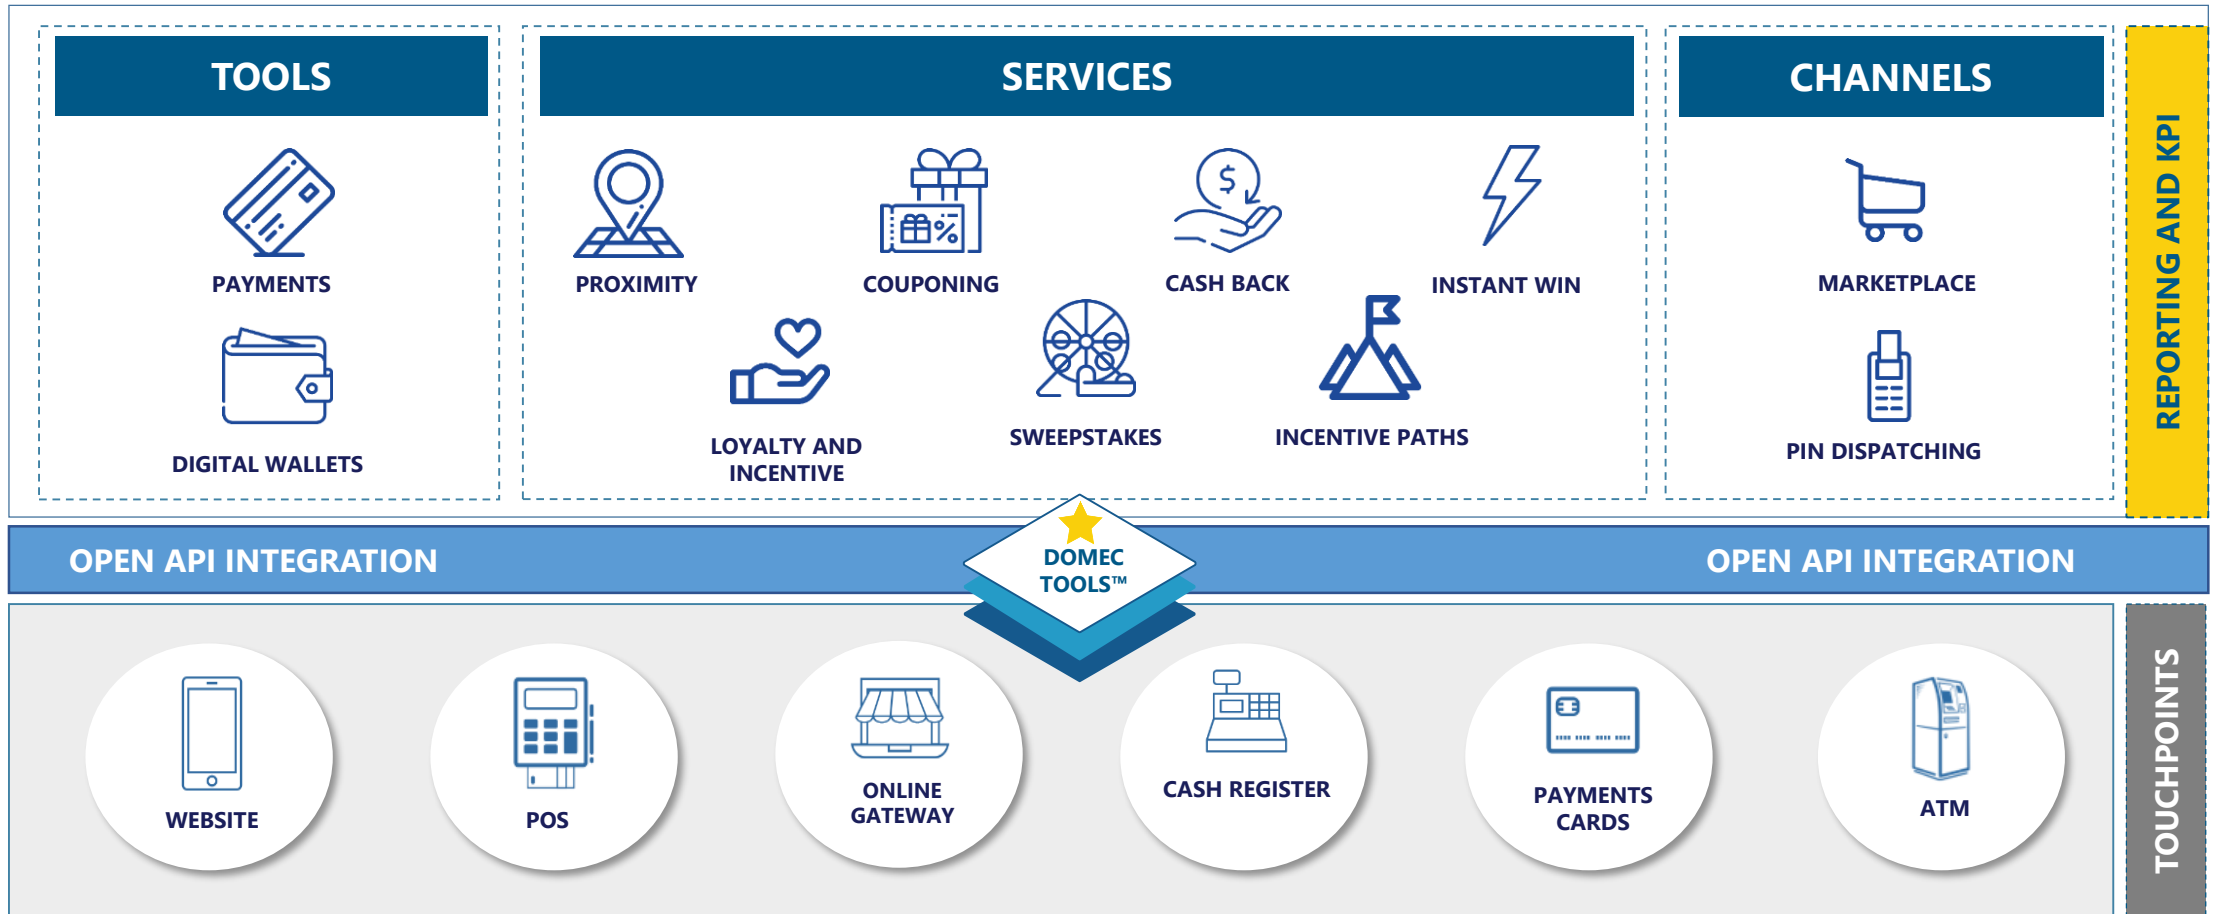 TOOLS
SERVICES
CHANNELS
REPORTING AND KPI
PAYMENTS
PROXIMITY
COUPONING
CASH BACK
INSTANT WIN
MARKETPLACE
DIGITAL WALLETS
LOYALTY AND
INCENTIVE
SWEEPSTAKES
INCENTIVE PATHS
PIN DISPATCHING
OPEN API INTEGRATION
DOMEC
TOOLS™
OPEN API INTEGRATION
WEBSITE
POS
ONLINE
GATEWAY
CASH REGISTER
PAYMENTS
CARDS
ATM
TOUCHPOINTS